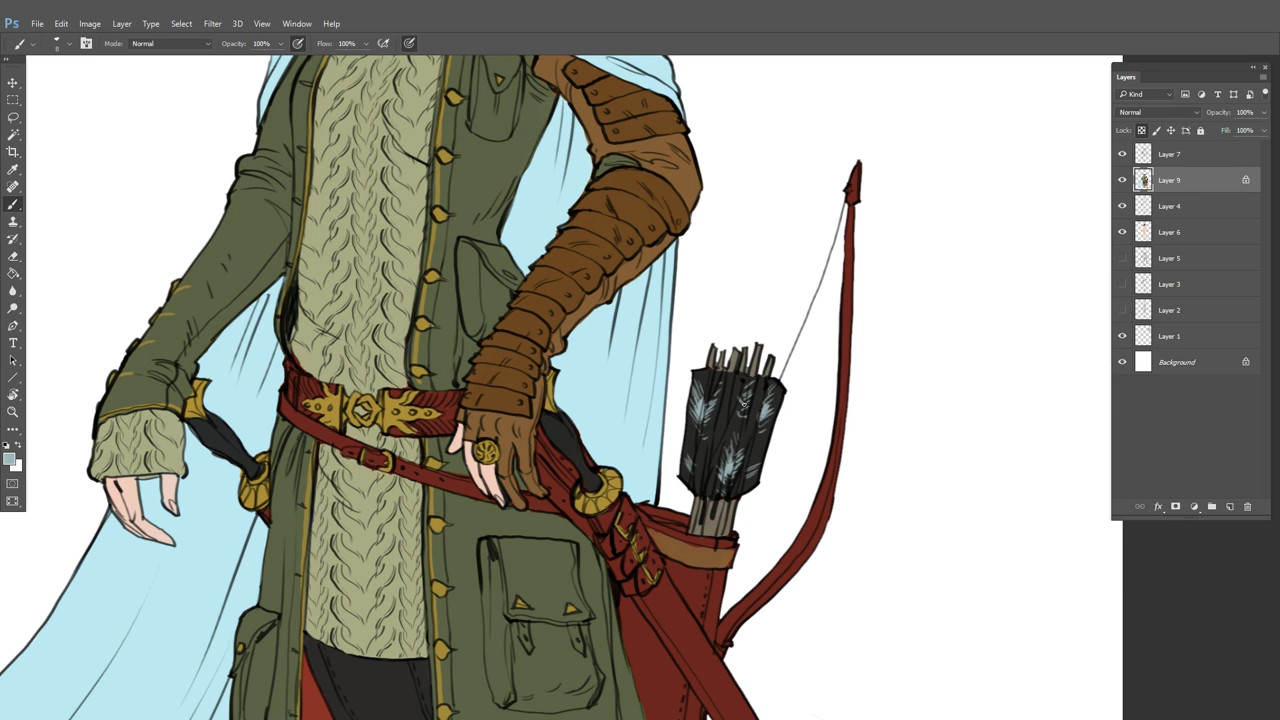 Ps File Edit Image Layer Type Select Filter 3D View Window Help
8 Mode: Normal Opacity: 100% Flow: 100%
Layers
Kind
Normal Opacity: 100%
Lock: Fill: 100%
Layer 7
Layer 9
Layer 4
Layer 6
Layer 5
Layer 3
Layer 2
Layer 1
Background
fx